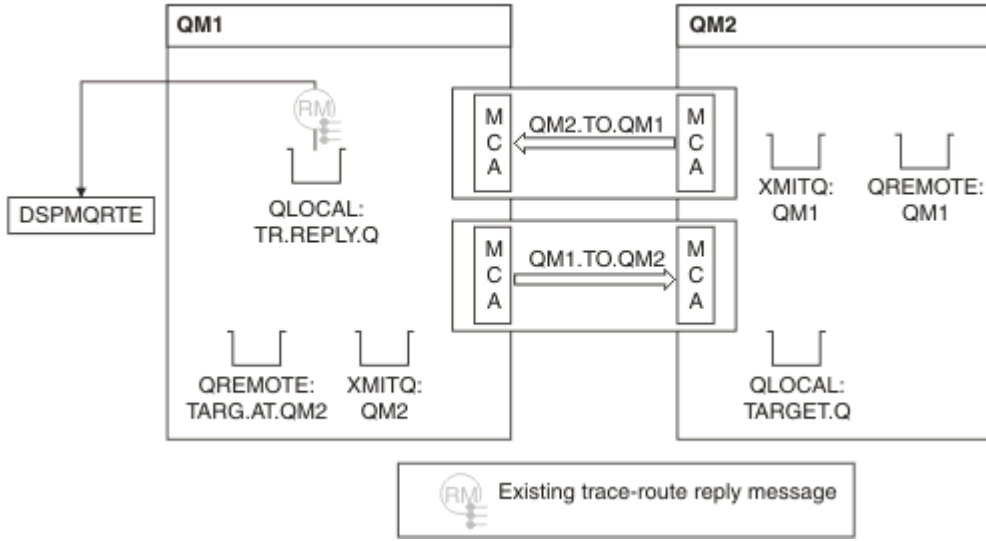 QM1
QM2
RM
M
C
A
QM2.TO.QM1
M
C
A
XMITQ:
QM1
QREMOTE:
QM1
DSPMQRTE
QLOCAL:
TR.REPLY.Q
M
C
A
QM1.TO.QM2
M
C
A
QREMOTE:
TARG.AT.QM2
XMITQ:
QM2
QLOCAL:
TARGET.Q
RM
Existing trace-route reply message